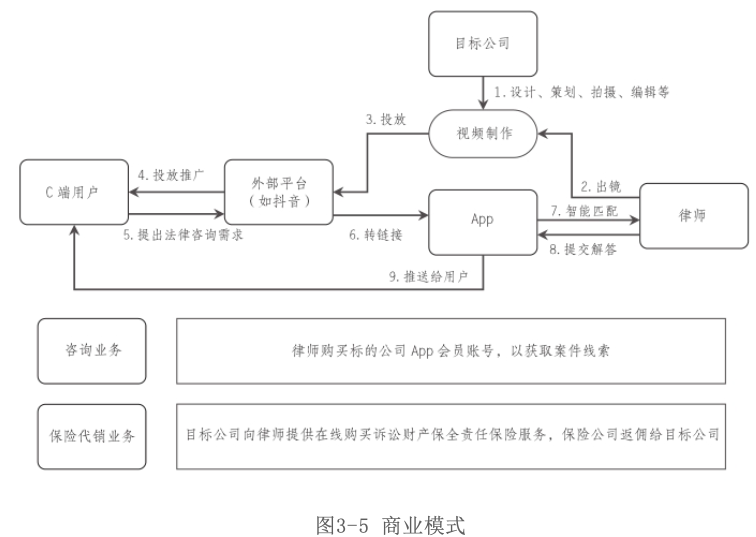 目标公司
1.设计、策划、拍摄、编辑等
3.投放
视频制作
4.投放推广
外部平台
（如抖音）
2.出镜
C 端用户
App
7.智能匹配
律师
5.提出法律咨询需求
6.转链接
8.提交解答
9.推送给用户
咨询业务
律师购买标的公司 App 会员账号，以获取案件线索
保险代销业务
目标公司向律师提供在线购买诉讼财产保全责任保险服务，保险公司返佣给目标公司
图3-5 商业模式